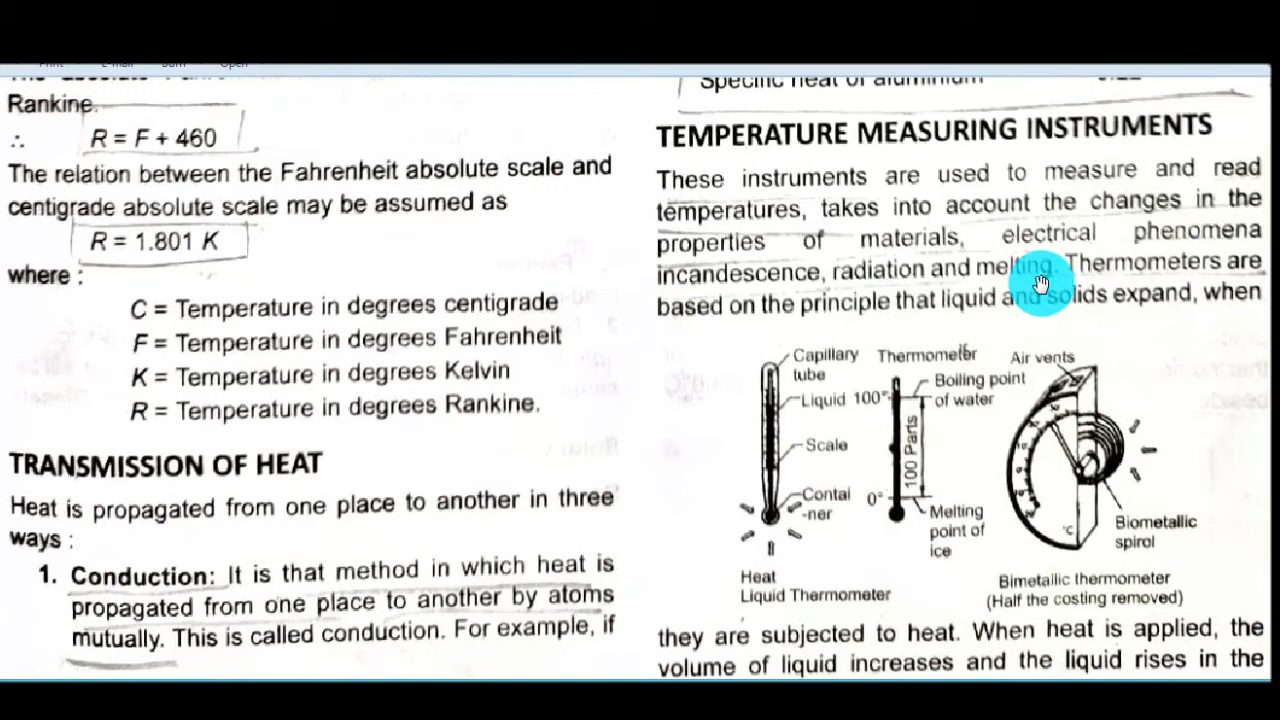 Rankine.
∴ R = F + 460
The relation between the Fahrenheit absolute scale and
centigrade absolute scale may be assumed as
R = 1.801 K
where :
C = Temperature in degrees centigrade
F = Temperature in degrees Fahrenheit
K = Temperature in degrees Kelvin
R = Temperature in degrees Rankine.
TRANSMISSION OF HEAT
Heat is propagated from one place to another in three
ways :
1. Conduction: It is that method in which heat is
propagated from one place to another by atoms
mutually. This is called conduction. For example, if
Specific heat of aluminium
TEMPERATURE MEASURING INSTRUMENTS
These instruments are used to measure and read
temperatures, takes into account the changes in the
properties of materials, electrical phenomena
incandescence, radiation and melting. Thermometers are
based on the principle that liquid and solids expand, when
Capillary
tube
Liquid
Scale
Contai
-ner
Heat
Liquid Thermometer
Thermometer
100°
Boiling point
of water
100 Parts
0°
Melting
point of
ice
Air vents
°C
Biometallic
spirol
Bimetallic thermometer
(Half the costing removed)
they are subjected to heat. When heat is applied, the
volume of liquid increases and the liquid rises in the